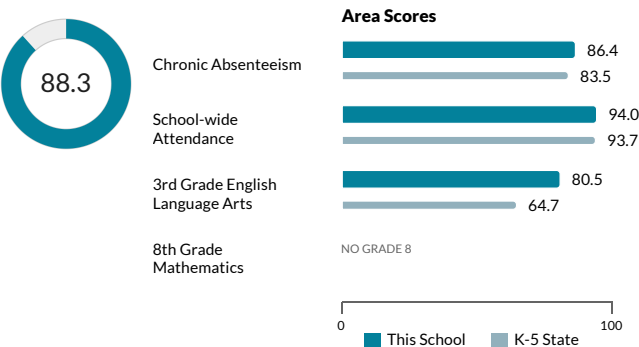 Area Scores
88.3
Chronic Absenteeism
86.4
83.5
School-wide
Attendance
94.0
93.7
3rd Grade English
Language Arts
80.5
64.7
8th Grade
Mathematics
NO GRADE 8
0
100
This School
K-5 State